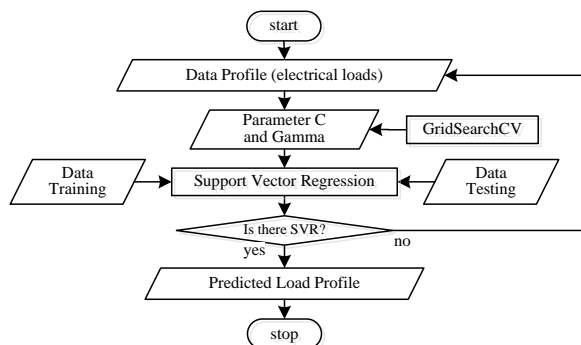 start
Data Profile (electrical loads)
Parameter C
and Gamma
GridSearchCV
Data
Training
Support Vector Regression
Data
Testing
Is there SVR?
yes
no
Predicted Load Profile
stop